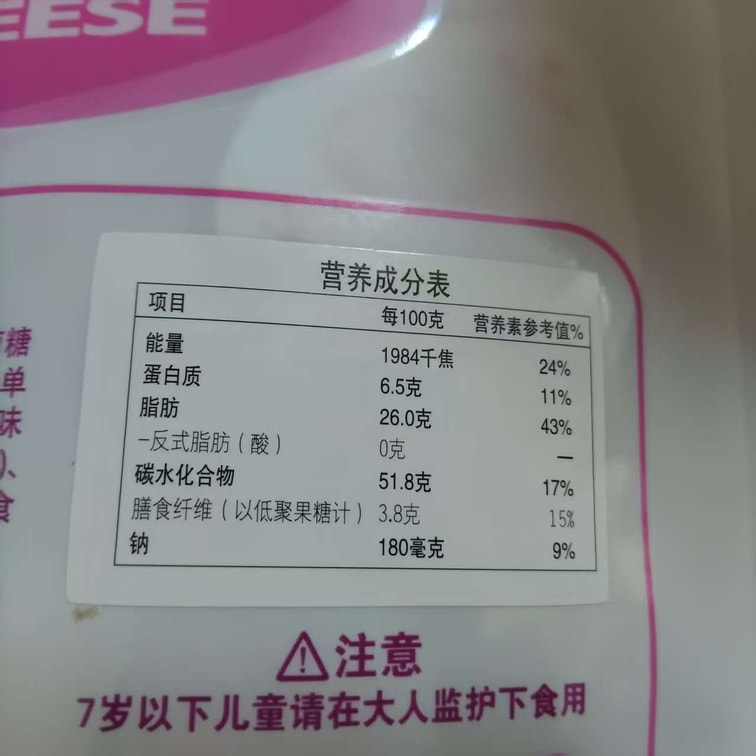 EESE
营养成分表
项目 每100克 营养素参考值%
能量 1984千焦 24%
蛋白质 6.5克 11%
脂肪 26.0克 43%
-反式脂肪（酸） 0克 —
碳水化合物 51.8克 17%
膳食纤维（以低聚果糖计） 3.8克 15%
钠 180毫克 9%
糖
单
味
)、
食
注意
7岁以下儿童请在大人监护下食用